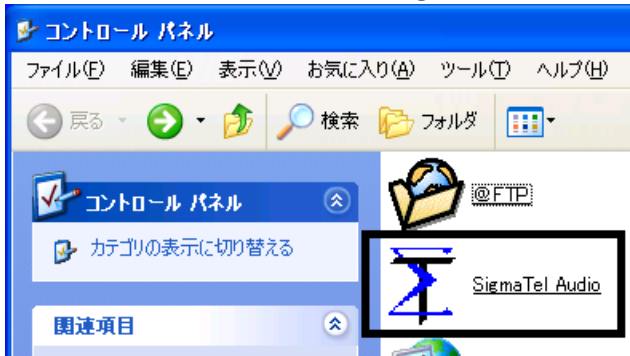 コントロール パネル
ファイル(F) 編集(E) 表示(V) お気に入り(A) ツール(T) ヘルプ(H)
戻る 検索 フォルダ
コントロール パネル
カテゴリの表示に切り替える
関連項目
@FTP
SigmaTel Audio